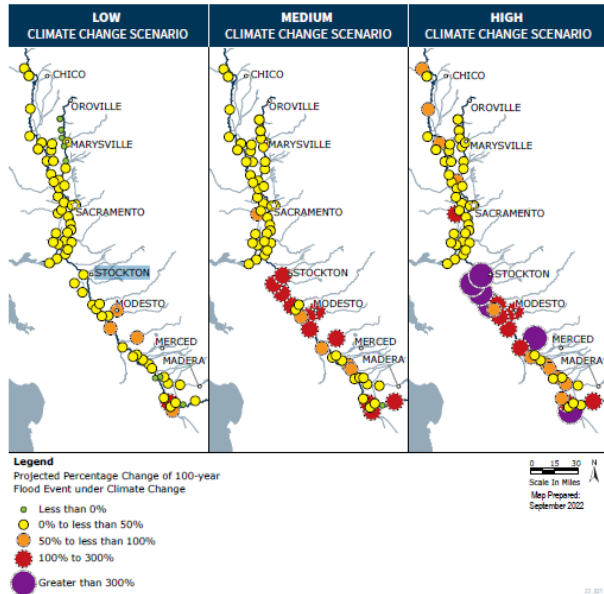 LOW
CLIMATE CHANGE SCENARIO
MEDIUM
CLIMATE CHANGE SCENARIO
HIGH
CLIMATE CHANGE SCENARIO
CHICO
OROVILLE
MARYSVILLE
SACRAMENTO
STOCKTON
MODESTO
MERCED
MADERA
CHICO
OROVILLE
MARYSVILLE
SACRAMENTO
STOCKTON
MODESTO
MERCED
MADERA
CHICO
OROVILLE
MARYSVILLE
SACRAMENTO
STOCKTON
MODESTO
MERCED
MADERA
Legend
Projected Percentage Change of 100-year
Flood Event under Climate Change
Less than 0%
0% to less than 50%
50% to less than 100%
100% to 300%
Greater than 300%
0 15 30
Scale In Miles
N
Map Prepared:
September 2022